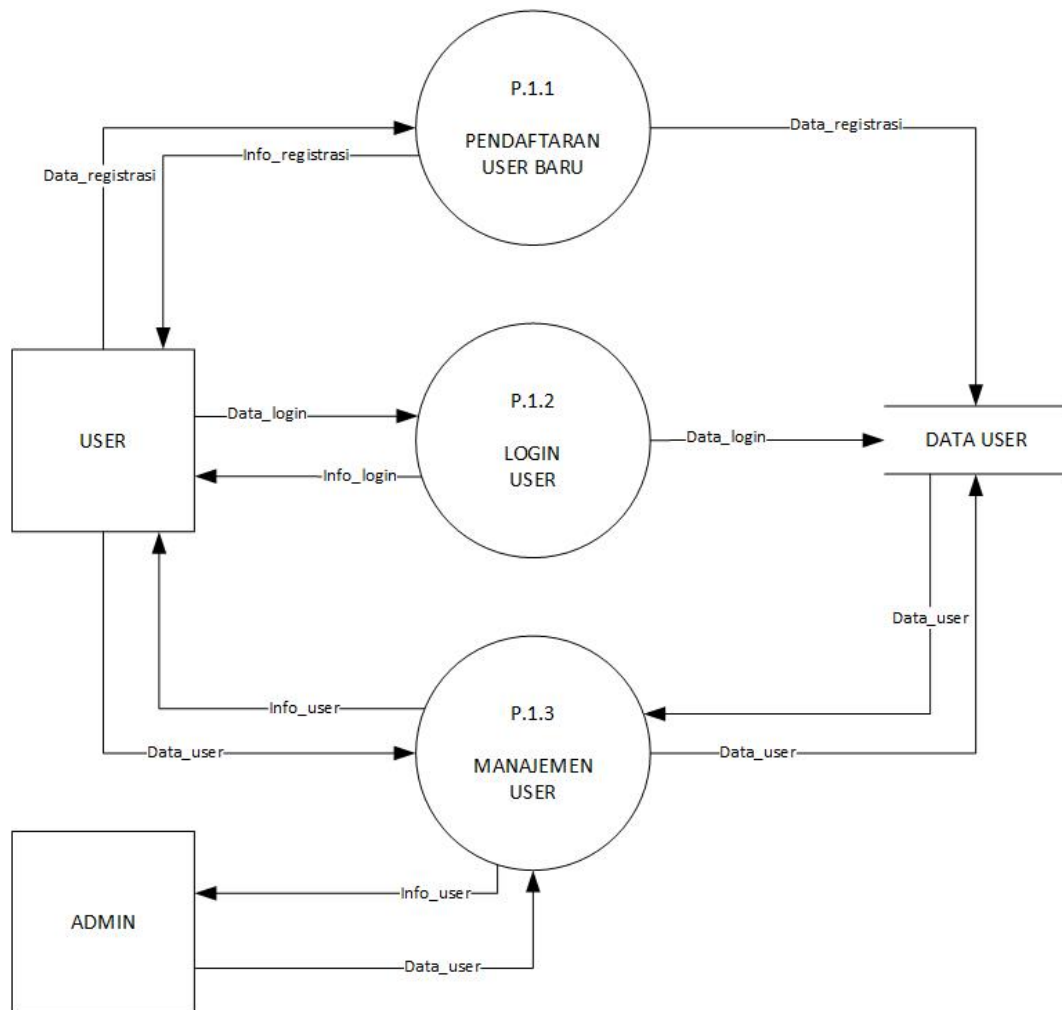 P.1.1
PENDAFTARAN
USER BARU
Data_registrasi
Info_registrasi
Data_registrasi
P.1.2
LOGIN
USER
Data_login
Data_login
Info_login
USER
DATA USER
Data_user
P.1.3
MANAJEMEN
USER
Info_user
Data_user
Data_user
Info_user
ADMIN
Data_user